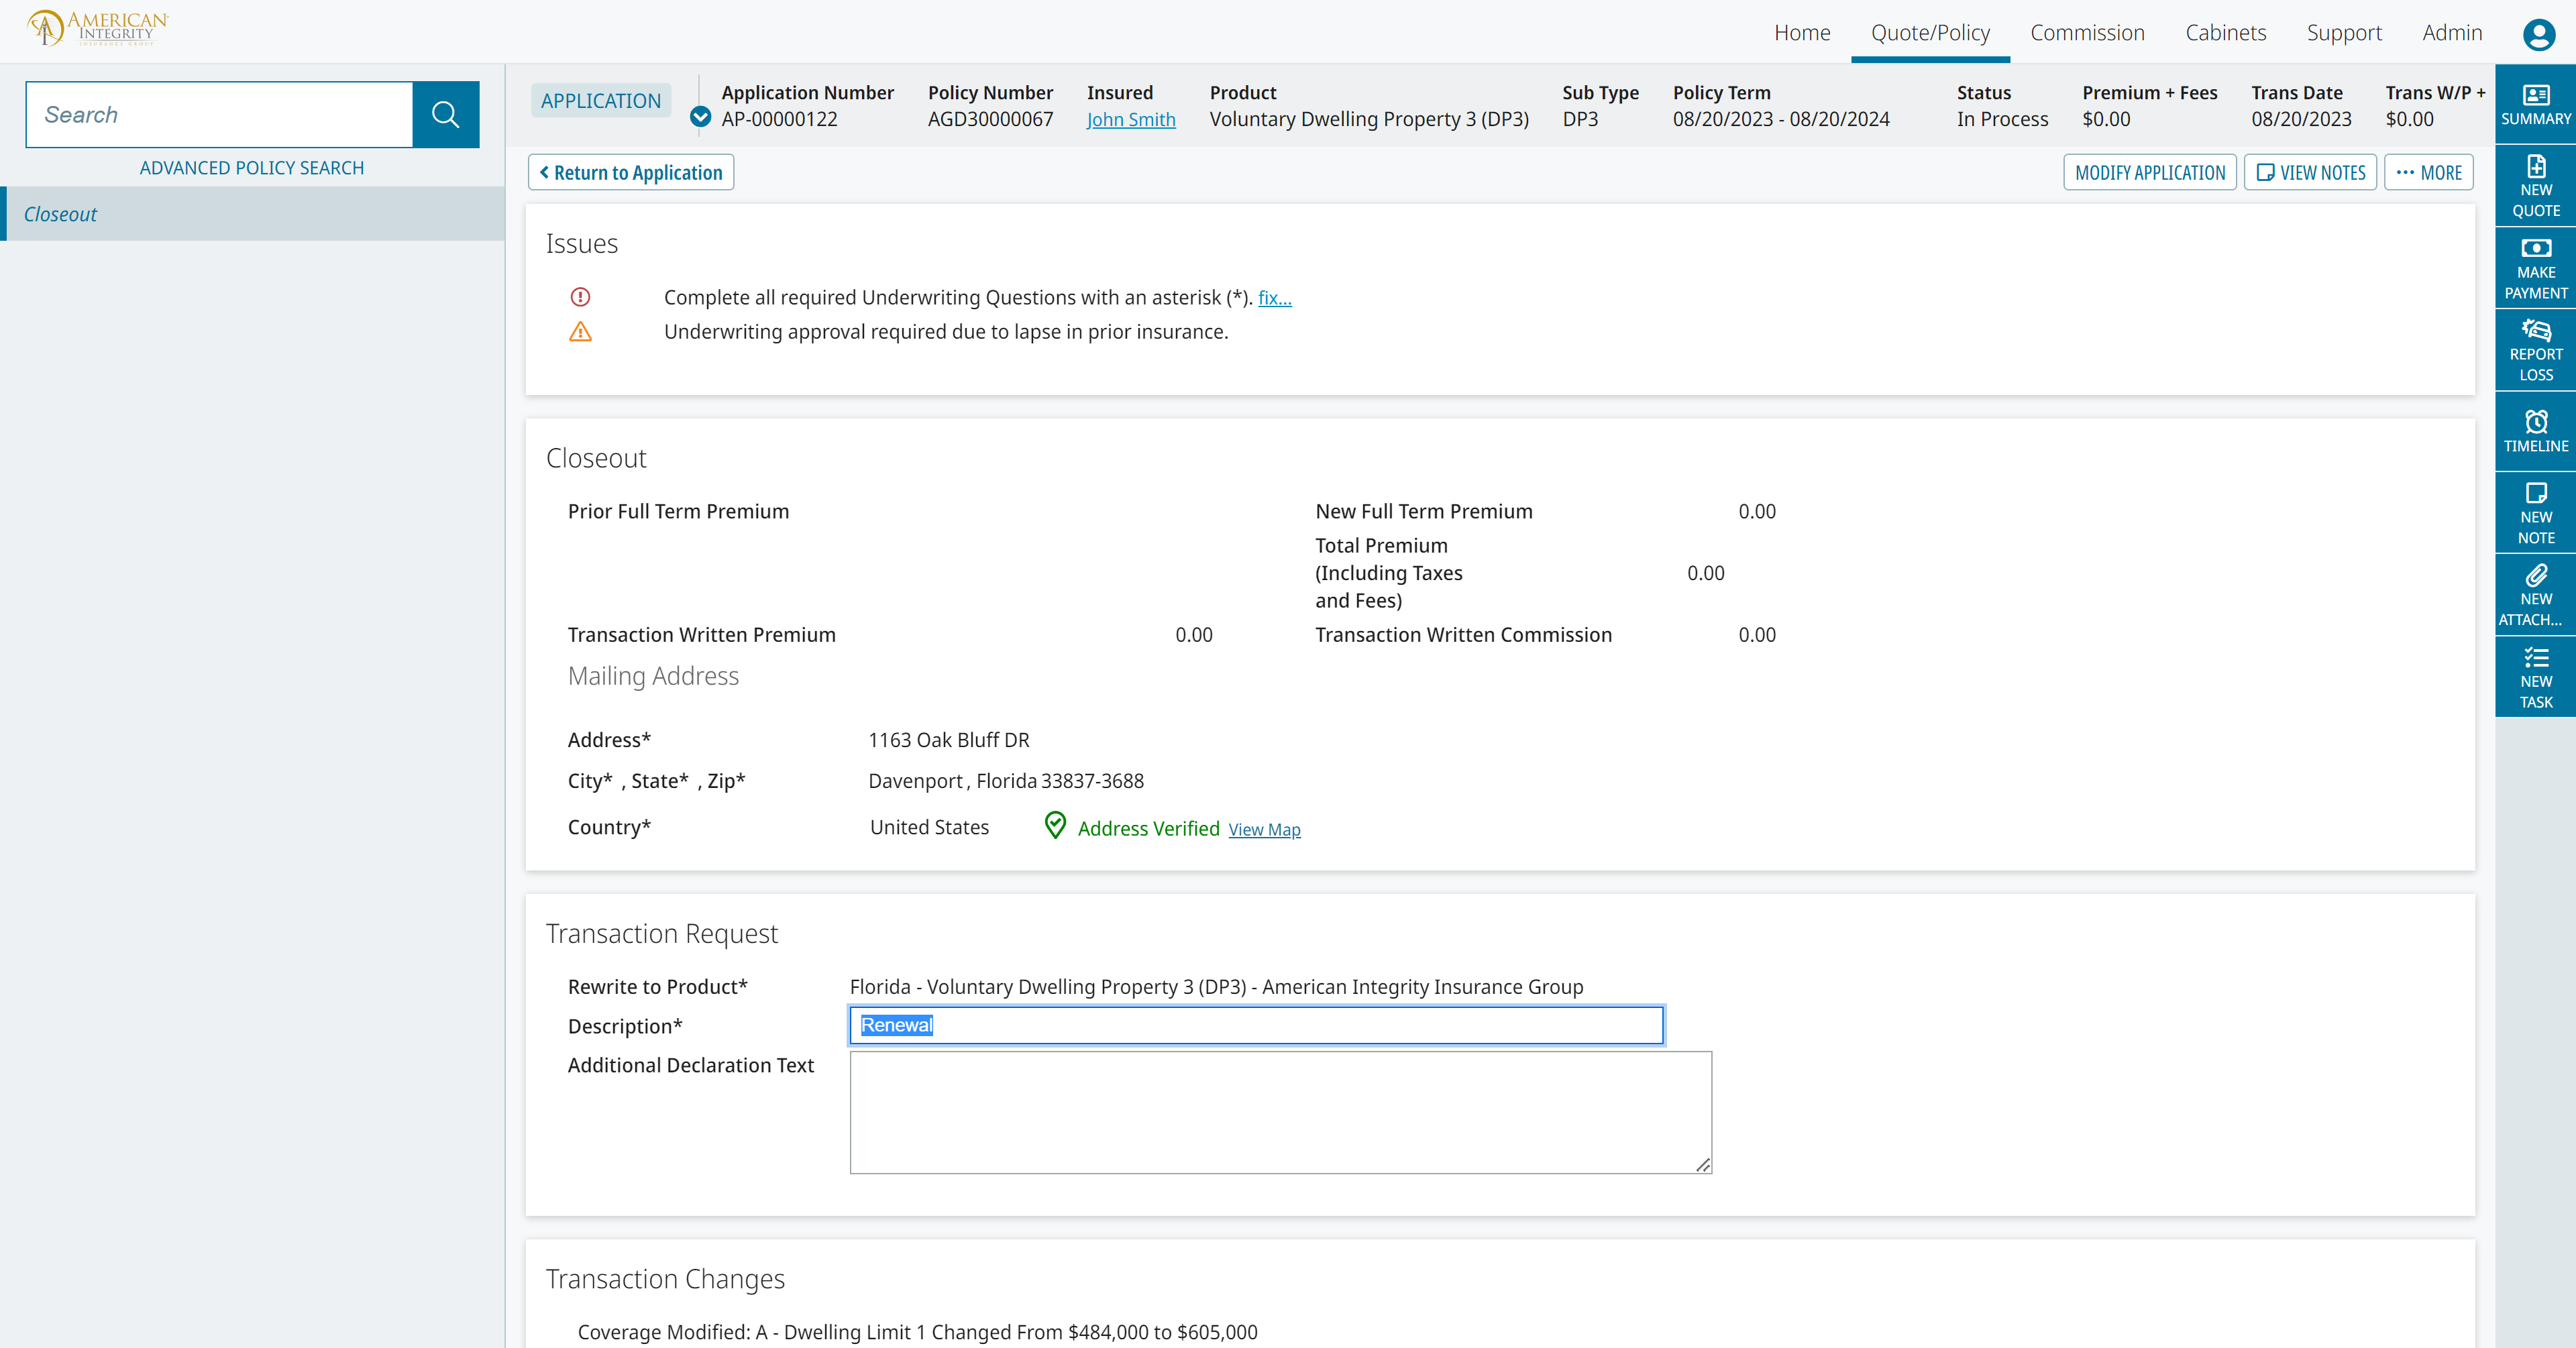 AMERICAN
INTEGRITY
INSURANCE GROUP
Home
Quote/Policy
Commission
Cabinets
Support
Admin
Search
ADVANCED POLICY SEARCH
Closeout
APPLICATION
Application Number
AP-00000122
Policy Number
AGD30000067
Insured
John Smith
Product
Voluntary Dwelling Property 3 (DP3)
Sub Type
DP3
Policy Term
08/20/2023 - 08/20/2024
Status
In Process
Premium + Fees
$0.00
Trans Date
08/20/2023
Trans W/P +
$0.00
Return to Application
MODIFY APPLICATION
VIEW NOTES
MORE
Issues
Complete all required Underwriting Questions with an asterisk (*). fix...
Underwriting approval required due to lapse in prior insurance.
Closeout
Prior Full Term Premium
New Full Term Premium 0.00
Total Premium
(Including Taxes 0.00
and Fees)
Transaction Written Premium 0.00
Transaction Written Commission 0.00
Mailing Address
Address* 1163 Oak Bluff DR
City* , State* , Zip* Davenport , Florida 33837-3688
Country* United States Address Verified View Map
Transaction Request
Rewrite to Product* Florida - Voluntary Dwelling Property 3 (DP3) - American Integrity Insurance Group
Description* Renewal
Additional Declaration Text
Transaction Changes
Coverage Modified: A - Dwelling Limit 1 Changed From $484,000 to $605,000
SUMMARY
NEW
QUOTE
MAKE
PAYMENT
REPORT
LOSS
TIMELINE
NEW
NOTE
NEW
ATTACH...
NEW
TASK